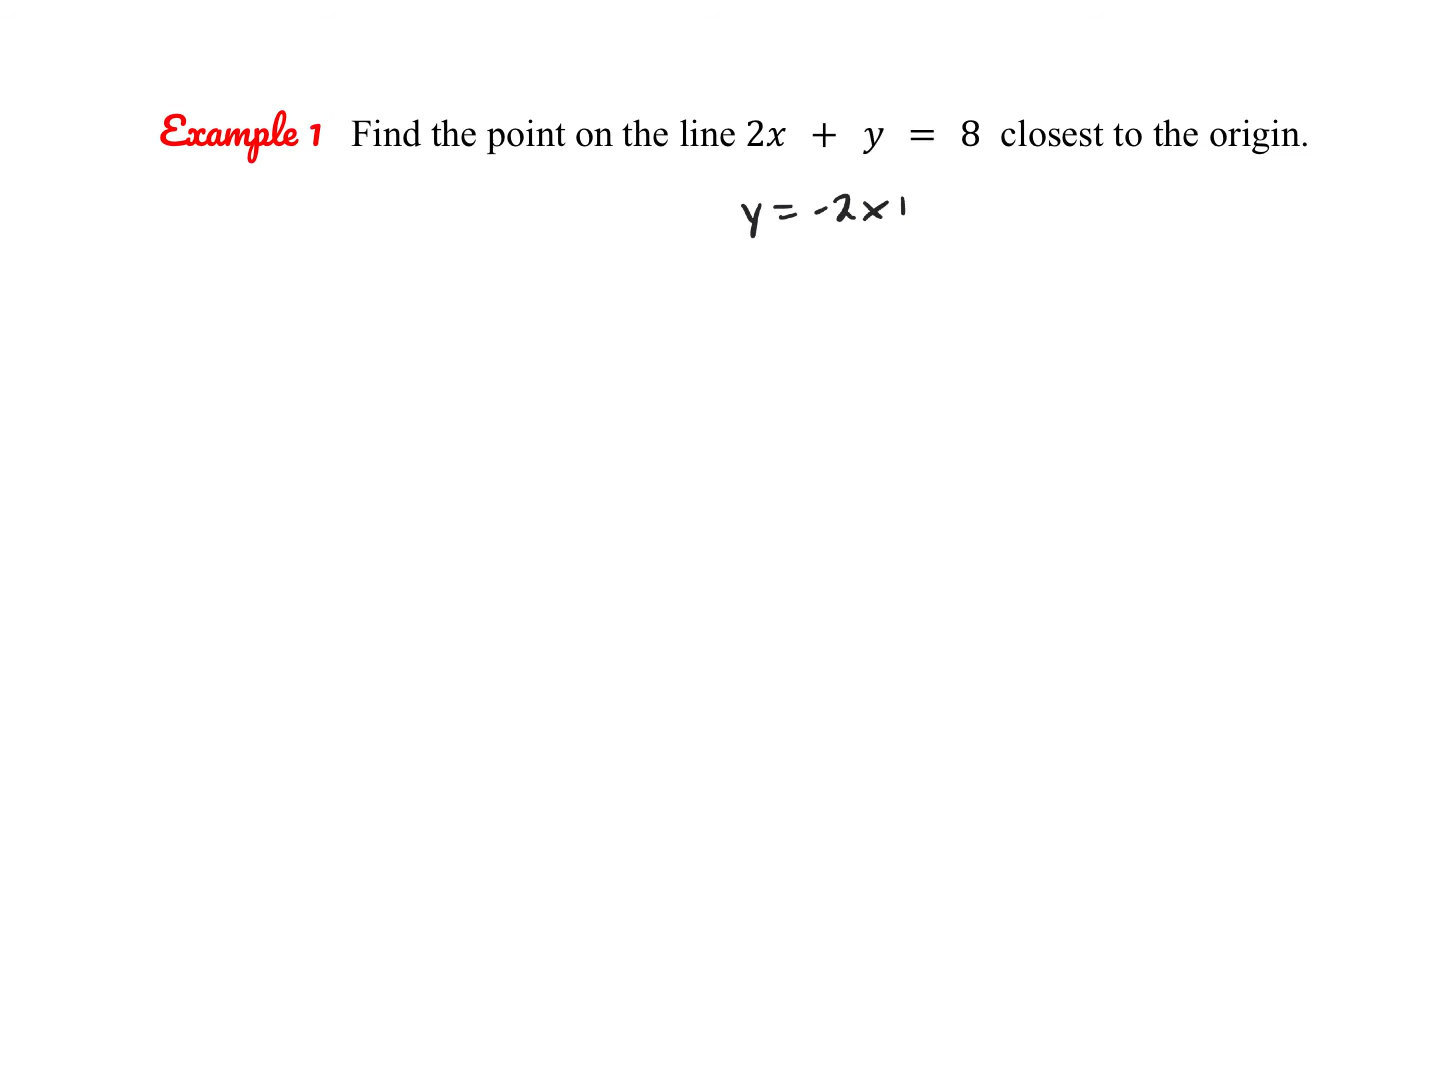 Example 1 Find the point on the line 2x + y = 8 closest to the origin.
y = -2x